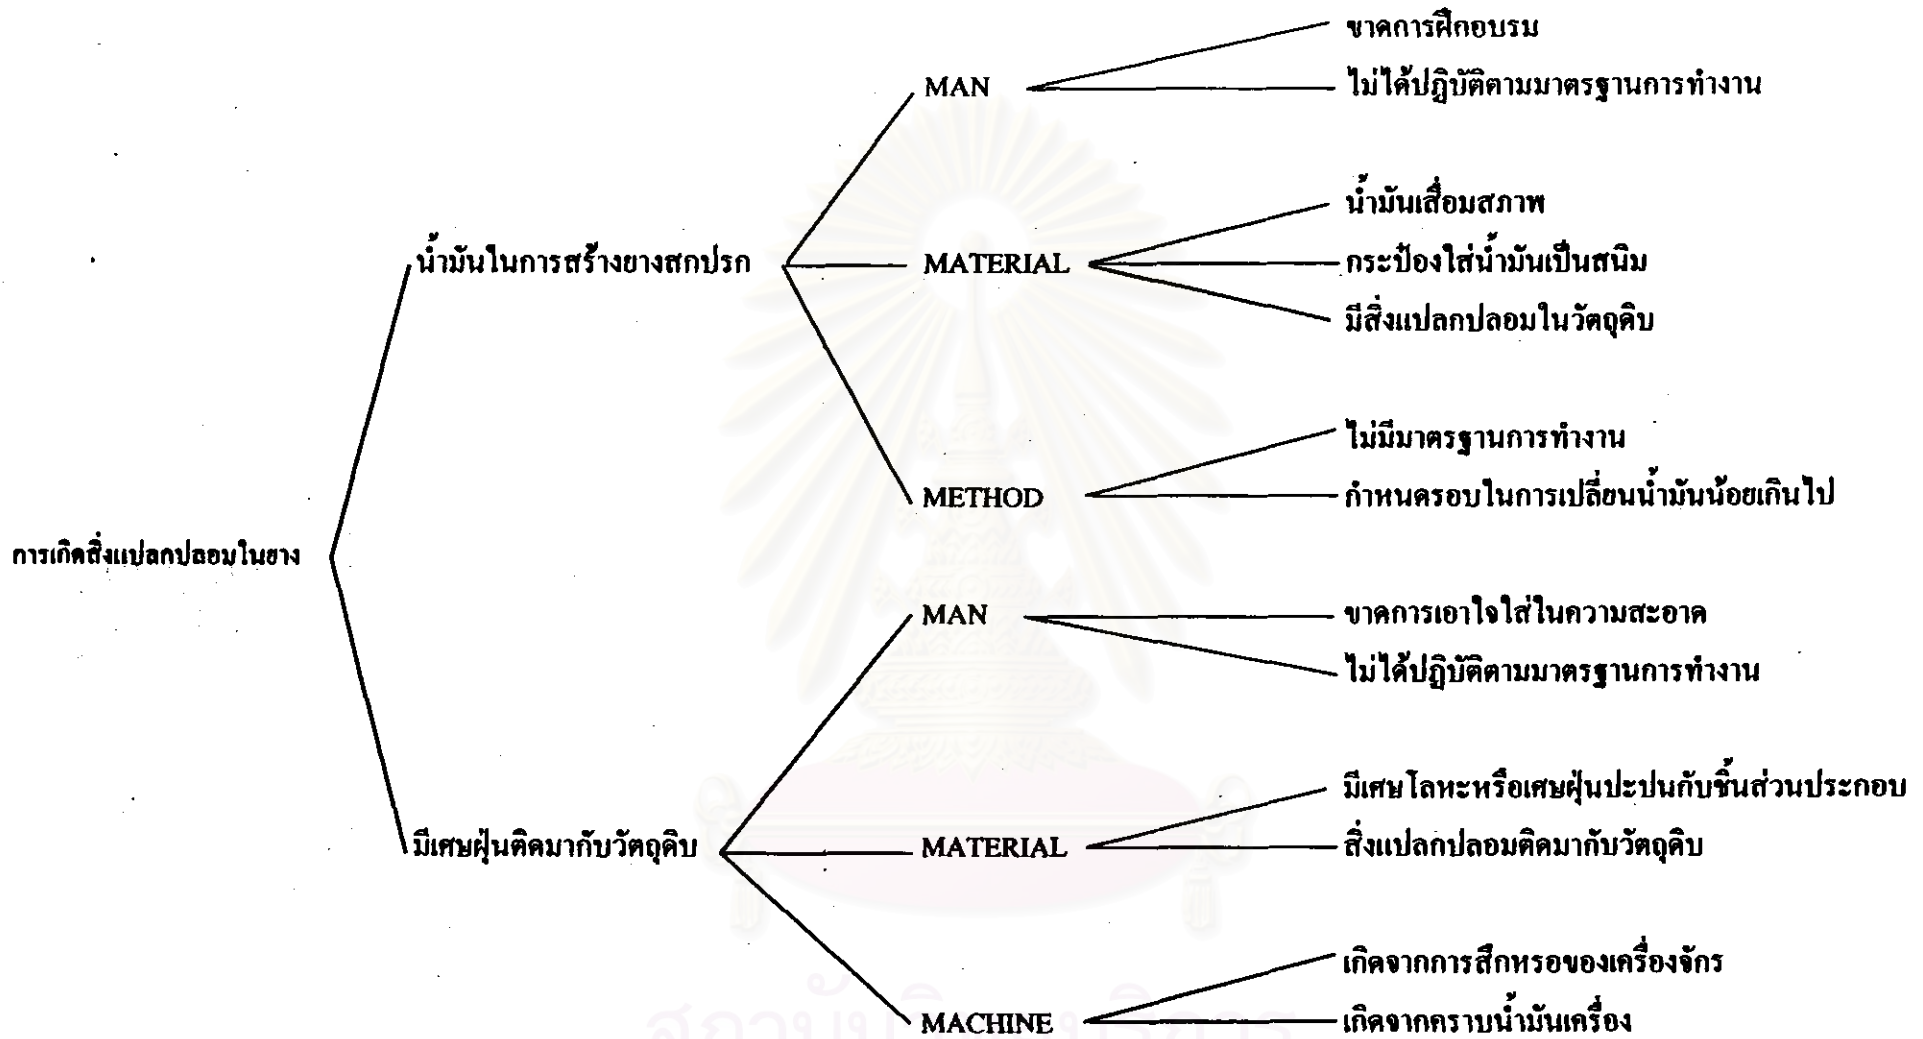 ขาดการฝึกอบรม
MAN
ไม่ได้ปฏิบัติตามมาตรฐานการทำงาน
น้ำมันเสื่อมสภาพ
น้ำมันในการสร้างยางสกปรก
MATERIAL
กระป๋องใส่น้ำมันเป็นสนิม
มีสิ่งแปลกปลอมในวัตถุดิบ
ไม่มีมาตรฐานการทำงาน
METHOD
กำหนดรอบในการเปลี่ยนน้ำมันน้อยเกินไป
การเกิดสิ่งแปลกปลอมในยาง
MAN
ขาดการเอาใจใส่ในความสะอาด
ไม่ได้ปฏิบัติตามมาตรฐานการทำงาน
มีเศษโลหะหรือเศษฝุ่นปะปนกับชิ้นส่วนประกอบ
มีเศษฝุ่นติดมากับวัตถุดิบ
MATERIAL
สิ่งแปลกปลอมติดมากับวัตถุดิบ
เกิดจากการสึกหรอของเครื่องจักร
MACHINE
เกิดจากคราบน้ำมันเครื่อง